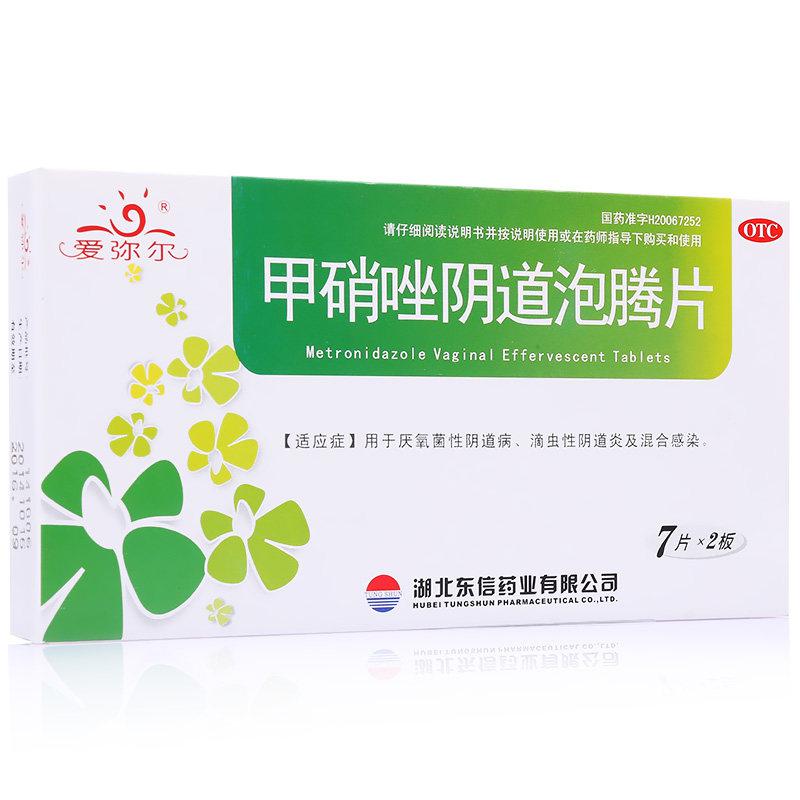 爱弥尔
®
国药准字H20067252
请仔细阅读说明书并按说明使用或在药师指导下购买和使用
OTC
甲硝唑阴道泡腾片
Metronidazole Vaginal Effervescent Tablets
【适应症】用于厌氧菌性阴道病、滴虫性阴道炎及混合感染。
7片×2板
TUNG SHUN
湖北东信药业有限公司
HUBEI TUNGSHUN PHARMACEUTICAL CO.,LTD.
20141016
2016.09